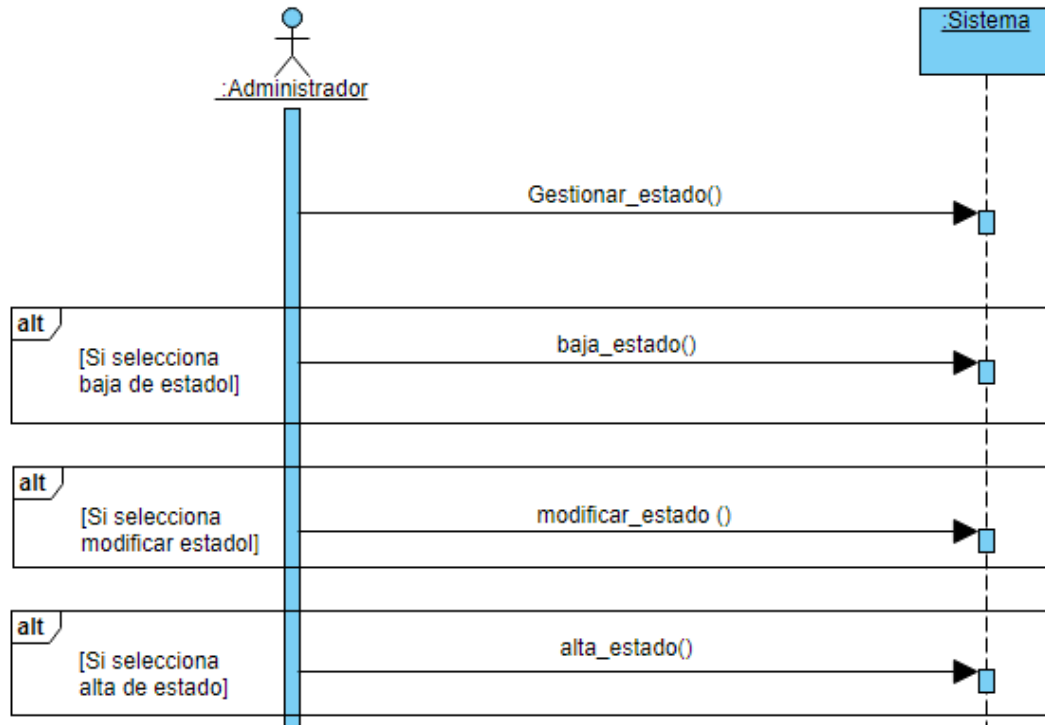 :Sistema
:Administrador
Gestionar_estado()
alt
baja_estado()
[Si selecciona
baja de estadol]
alt
modificar_estado ()
[Si selecciona
modificar estadol]
alt
alta_estado()
[Si selecciona
alta de estado]